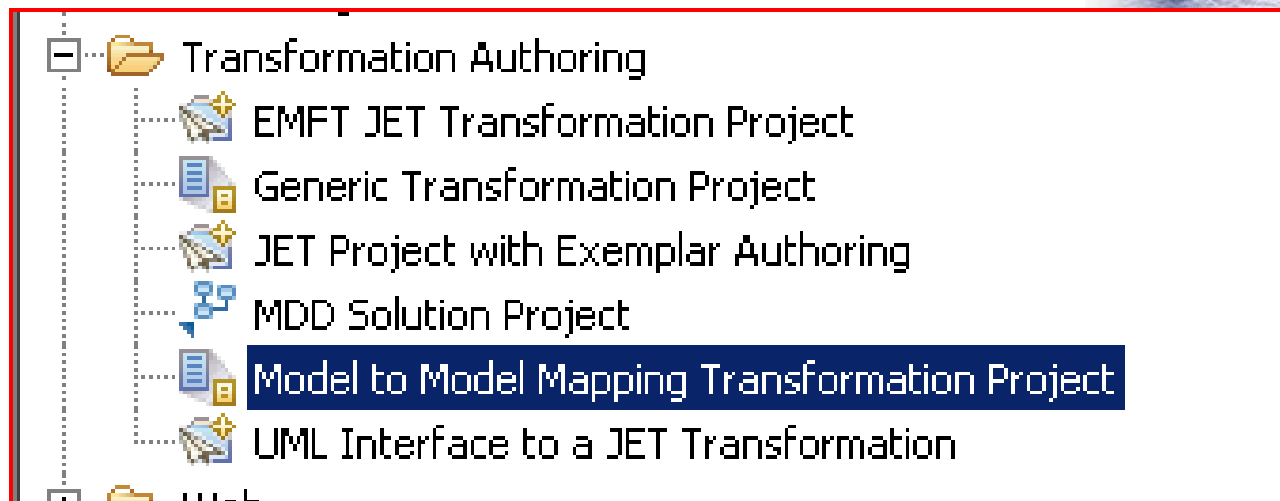 Transformation Authoring
EMFT JET Transformation Project
Generic Transformation Project
JET Project with Exemplar Authoring
MDD Solution Project
Model to Model Mapping Transformation Project
UML Interface to a JET Transformation
Web